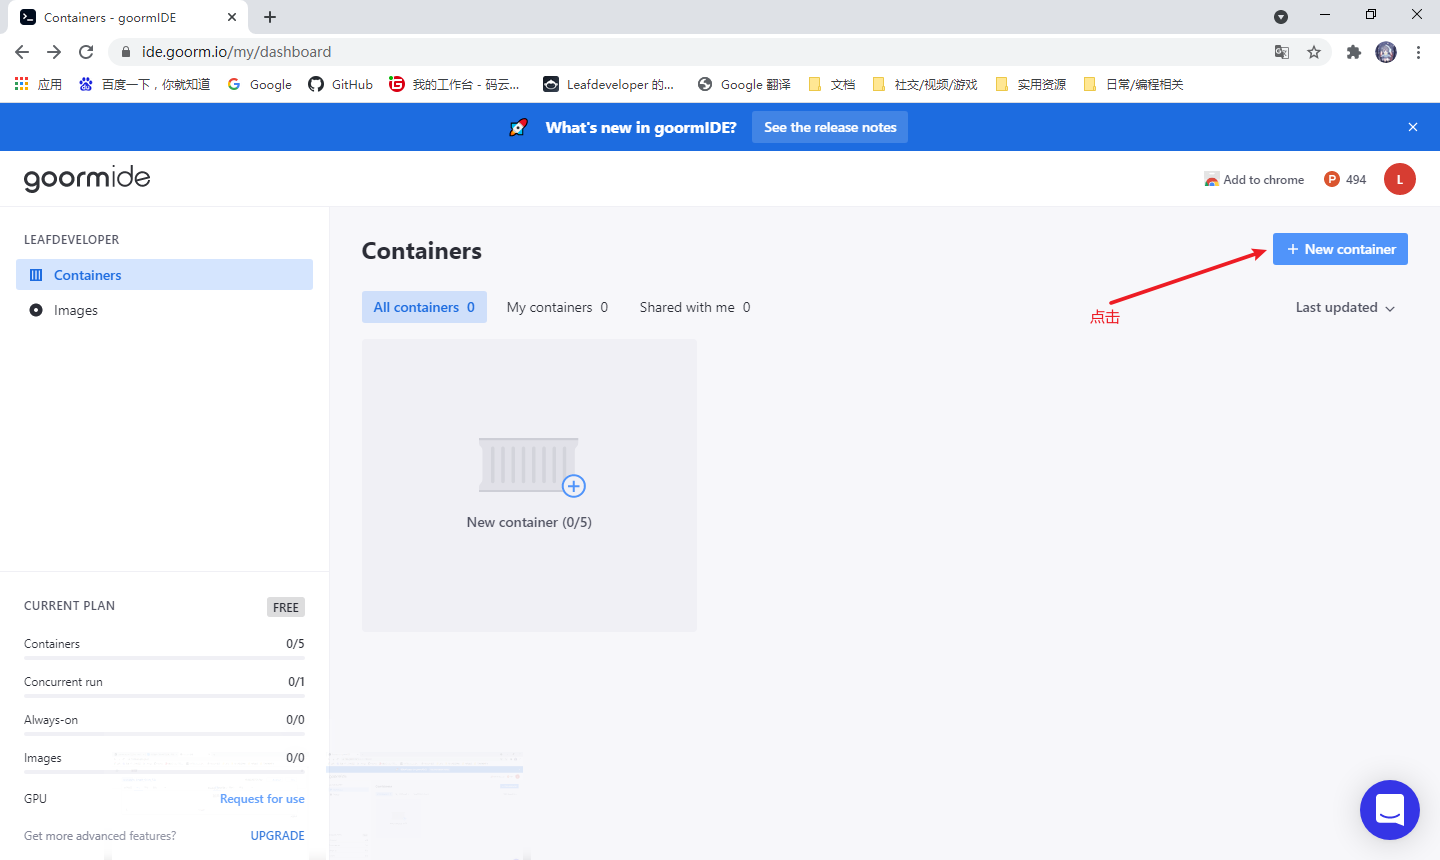 Containers - goormIDE
ide.goorm.io/my/dashboard
应用 百度一下，你就知道 Google GitHub 我的工作台 - 码云... Leafdeveloper 的... Google 翻译 文档 社交/视频/游戏 实用资源 日常/编程相关
What's new in goormIDE? See the release notes
goormide
Add to chrome P 494 L
LEAFDEVELOPER
Containers
Images
Containers
+ New container
All containers 0 My containers 0 Shared with me 0
Last updated
点击
New container (0/5)
CURRENT PLAN FREE
Containers 0/5
Concurrent run 0/1
Always-on 0/0
Images 0/0
GPU Request for use
Get more advanced features? UPGRADE